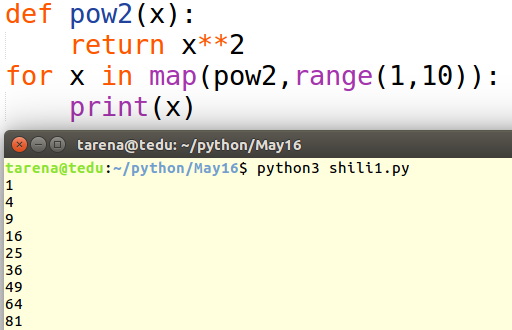 def pow2(x):
    return x**2
for x in map(pow2,range(1,10)):
    print(x)
tarena@tedu: ~/python/May16
tarena@tedu:~/python/May16$ python3 shili1.py
1
4
9
16
25
36
49
64
81